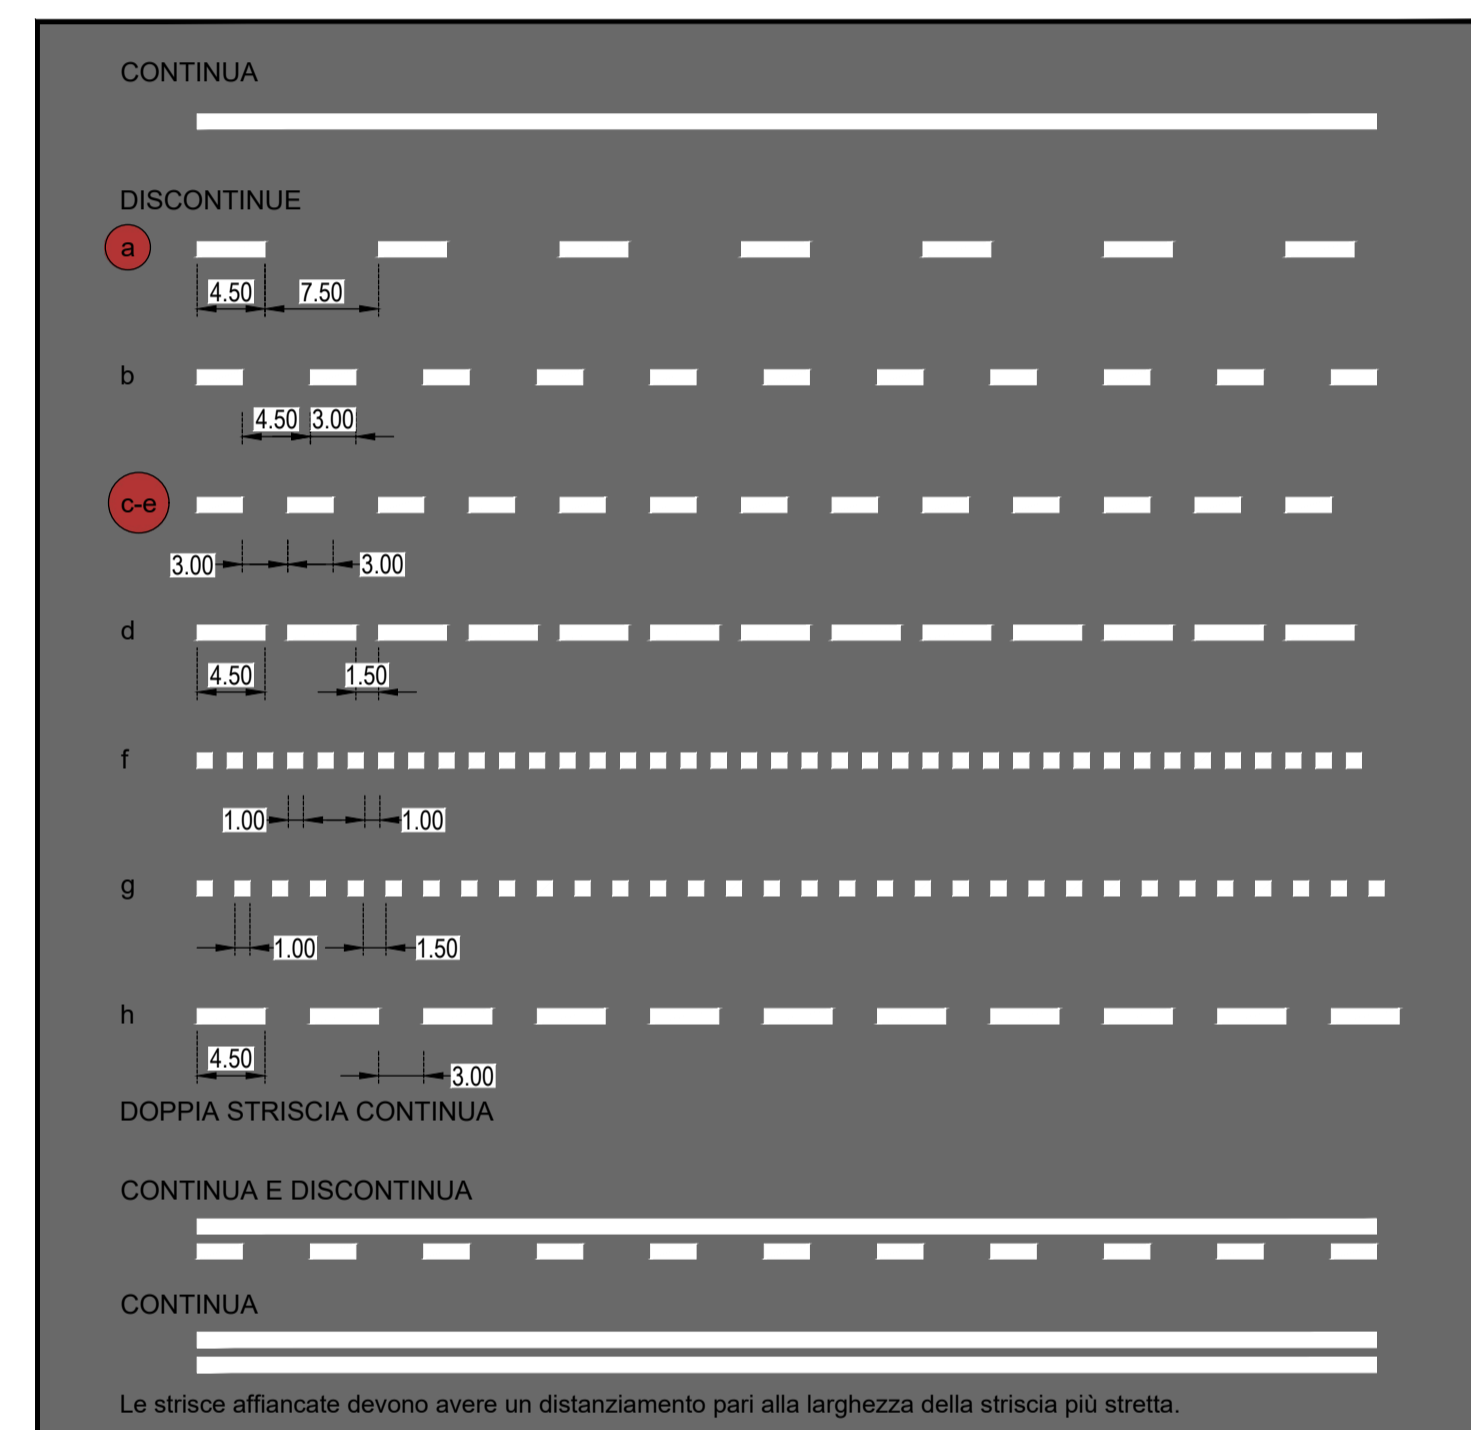 CONTINUA
DISCONTINUE
a
4.50 7.50
b
4.50 3.00
c-e
3.00 3.00
d
4.50 1.50
f
1.00 1.00
g
1.00 1.50
h
4.50
3.00
DOPPIA STRISCIA CONTINUA
CONTINUA E DISCONTINUA
CONTINUA
Le strisce affiancate devono avere un distanziamento pari alla larghezza della striscia più stretta.